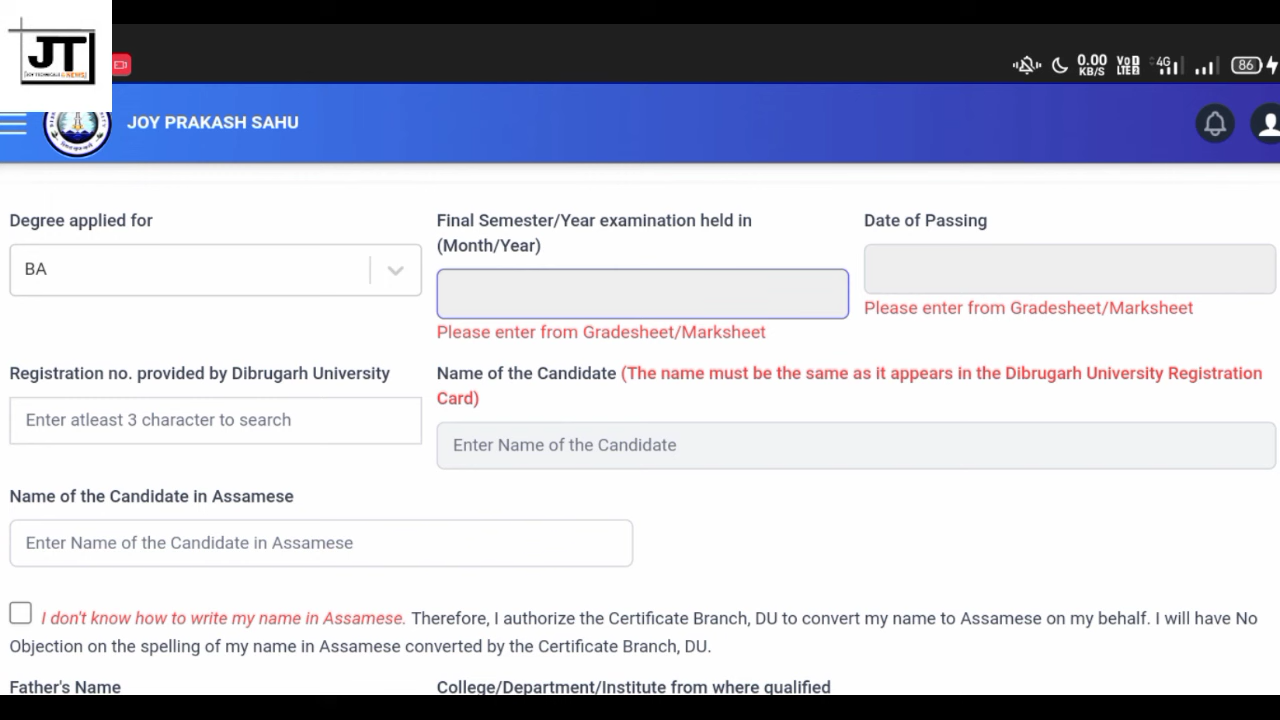 JT
0.00
KB/S
Vo
LTE
4G
86
JOY PRAKASH SAHU
Degree applied for
BA
Final Semester/Year examination held in
(Month/Year)
Please enter from Gradesheet/Marksheet
Date of Passing
Please enter from Gradesheet/Marksheet
Registration no. provided by Dibrugarh University
Enter atleast 3 character to search
Name of the Candidate (The name must be the same as it appears in the Dibrugarh University Registration
Card)
Enter Name of the Candidate
Name of the Candidate in Assamese
Enter Name of the Candidate in Assamese
I don't know how to write my name in Assamese. Therefore, I authorize the Certificate Branch, DU to convert my name to Assamese on my behalf. I will have No
Objection on the spelling of my name in Assamese converted by the Certificate Branch, DU.
Father's Name
College/Department/Institute from where qualified